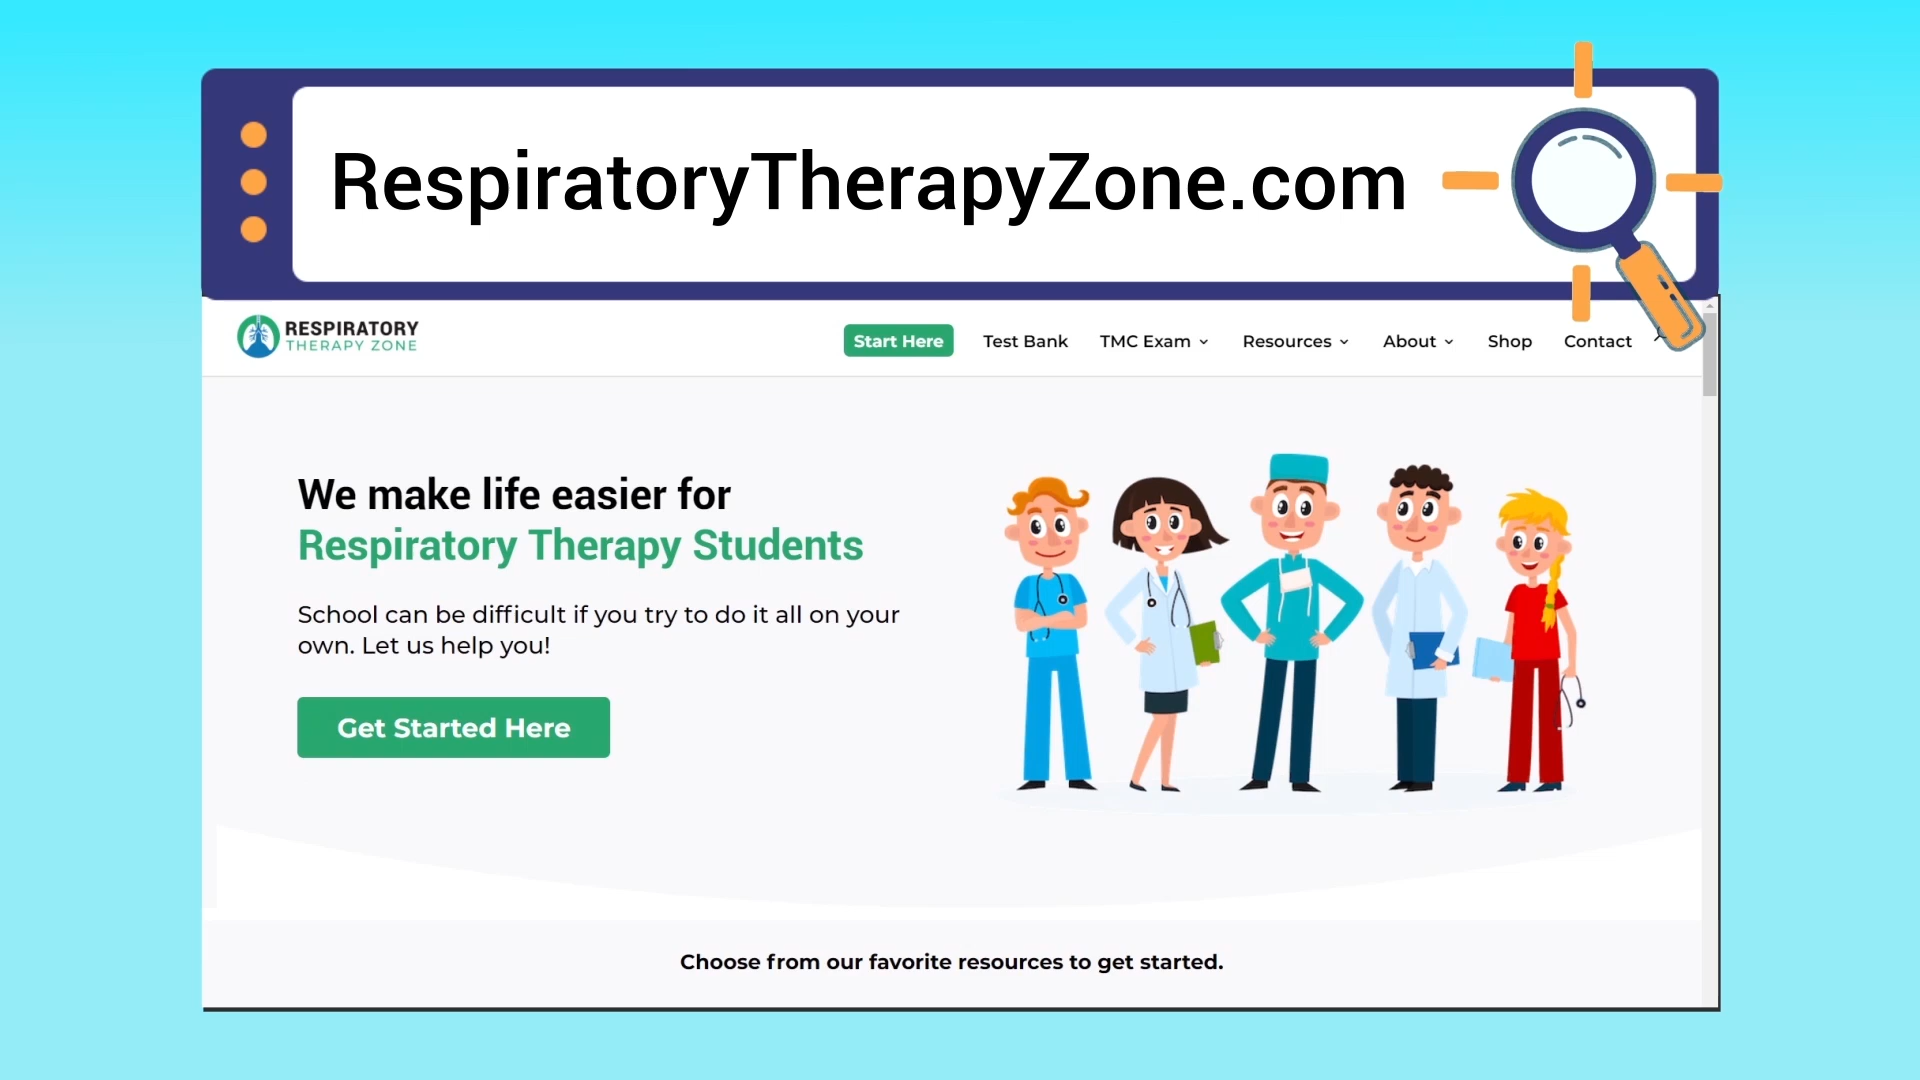 RespiratoryTherapyZone.com
RESPIRATORY
THERAPY ZONE
Start Here
Test Bank
TMC Exam
Resources
About
Shop
Contact
We make life easier for
Respiratory Therapy Students
School can be difficult if you try to do it all on your
own. Let us help you!
Get Started Here
Choose from our favorite resources to get started.